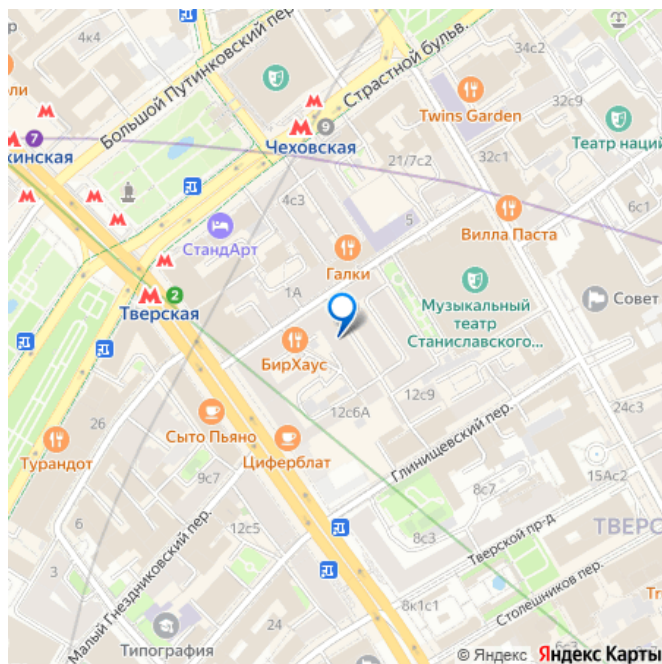 4к4
Большой Путинковский пер.
Страстной бульв.
34с2
Twins Garden
32с9
Театр наций
7
кинская
9
Чеховская
21/7с2
32с1
4с3
5
6с1
СтандАрт
Галки
Вилла Паста
2
Тверская
1А
Музыкальный
театр
Станиславского...
Совет
БирХаус
12с9
12с6А
Глинищевский пер.
24с3
26
Сыто Пьяно
Циферблат
Турандот
9с7
15Ас2
8с7
6
12с5
8с3
Тверской пр-д
ТВЕРС
3
Малый Гнездниковский пер.
Столешников пер.
8к1с1
24
Типография
© Яндекс Яндекс Карты